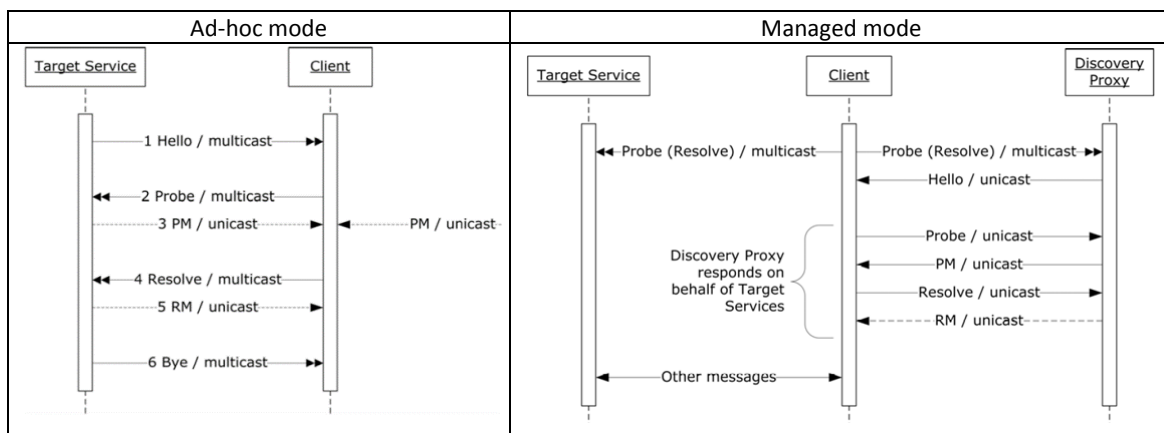 Ad-hoc mode
Target Service
Client
1 Hello / multicast
2 Probe / multicast
3 PM / unicast
PM / unicast
4 Resolve / multicast
5 RM / unicast
6 Bye / multicast
Managed mode
Target Service
Client
Discovery
Proxy
Probe (Resolve) / multicast
Probe (Resolve) / multicast
Hello / unicast
Discovery Proxy
responds on
behalf of Target
Services
Probe / unicast
PM / unicast
Resolve / unicast
RM / unicast
Other messages